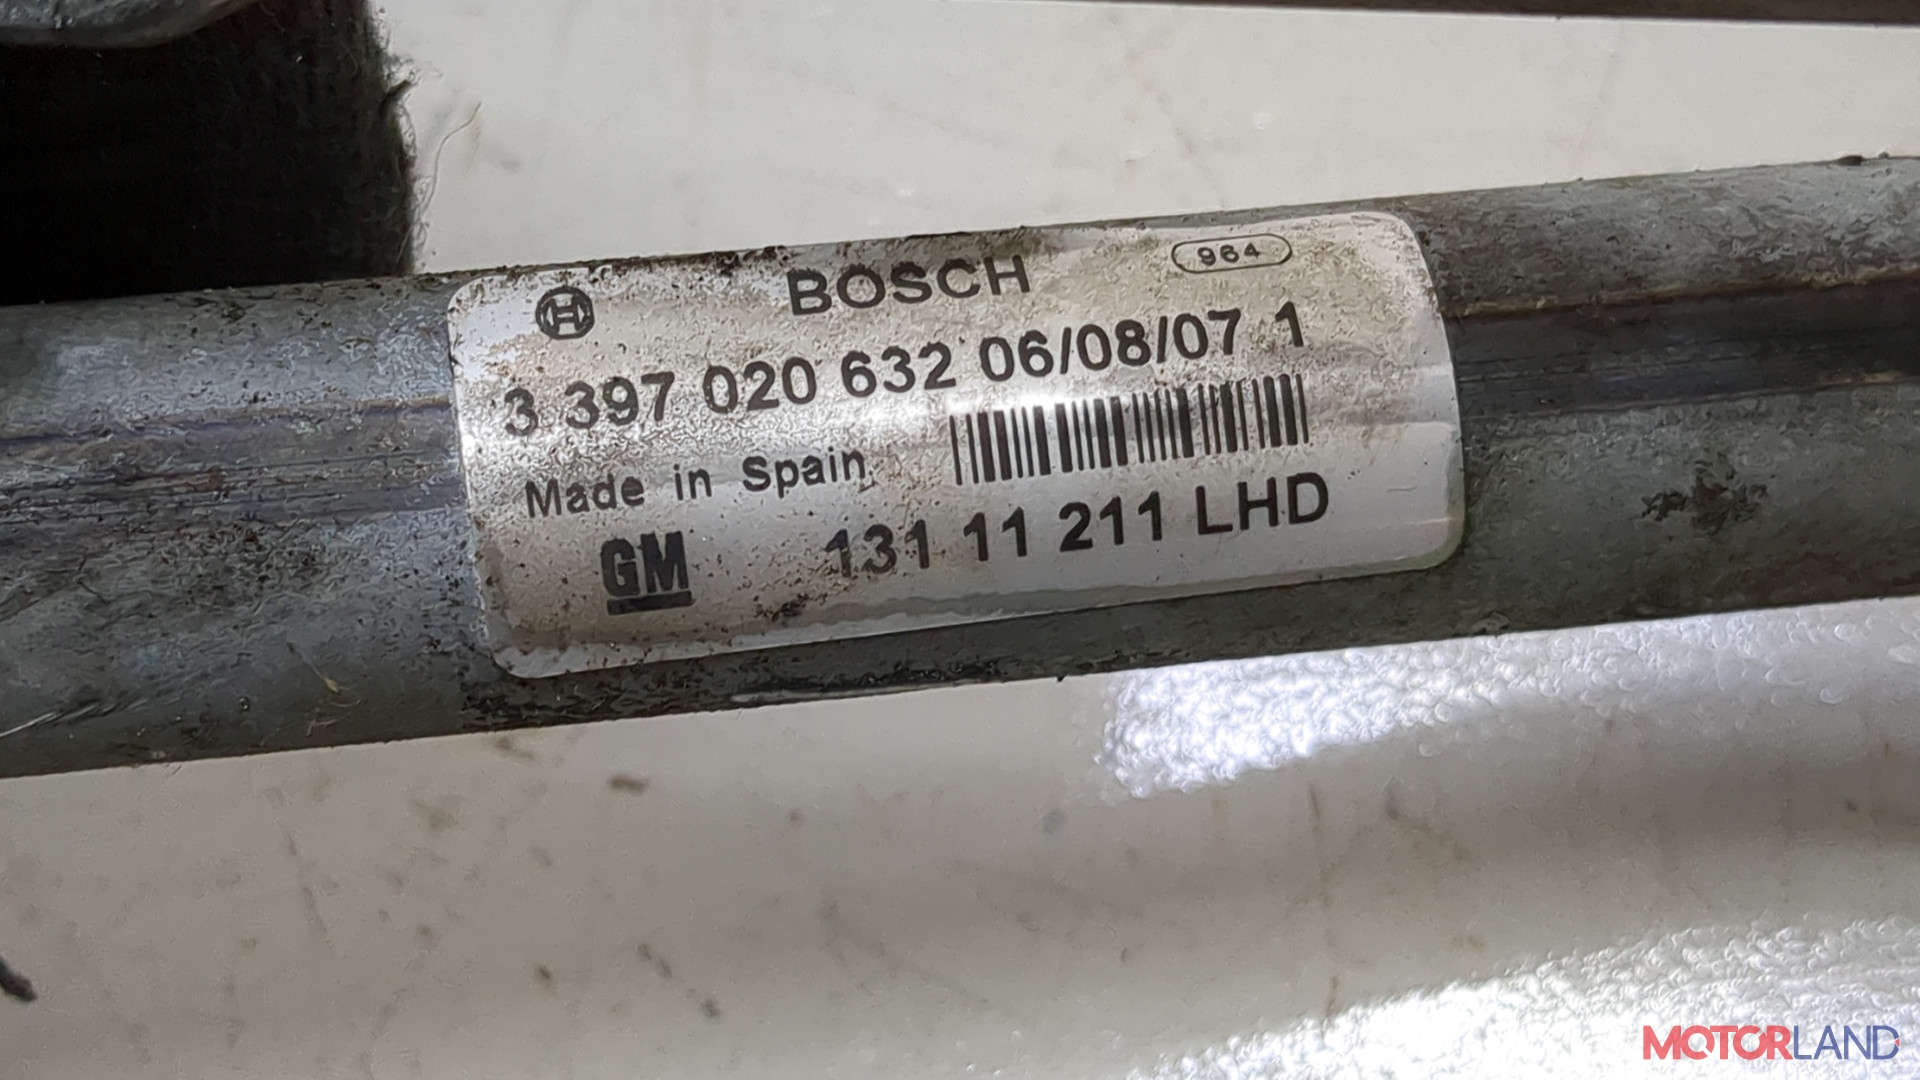 BOSCH 964
3 397 020 632 06/08/07 1
Made in Spain
GM 131 11 211 LHD
MOTORLAND